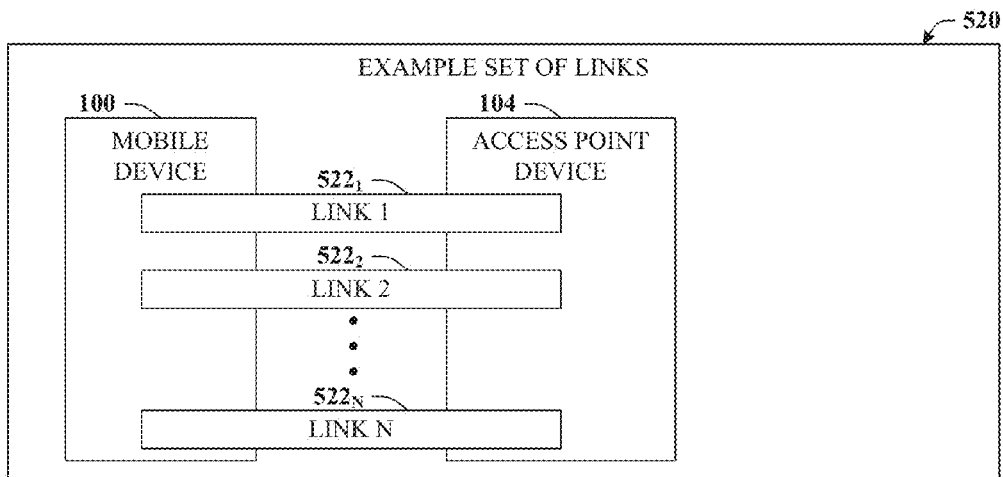 520
EXAMPLE SET OF LINKS
100
104
MOBILE
DEVICE
ACCESS POINT
DEVICE
522₁
LINK 1
522₂
LINK 2
522N
LINK N